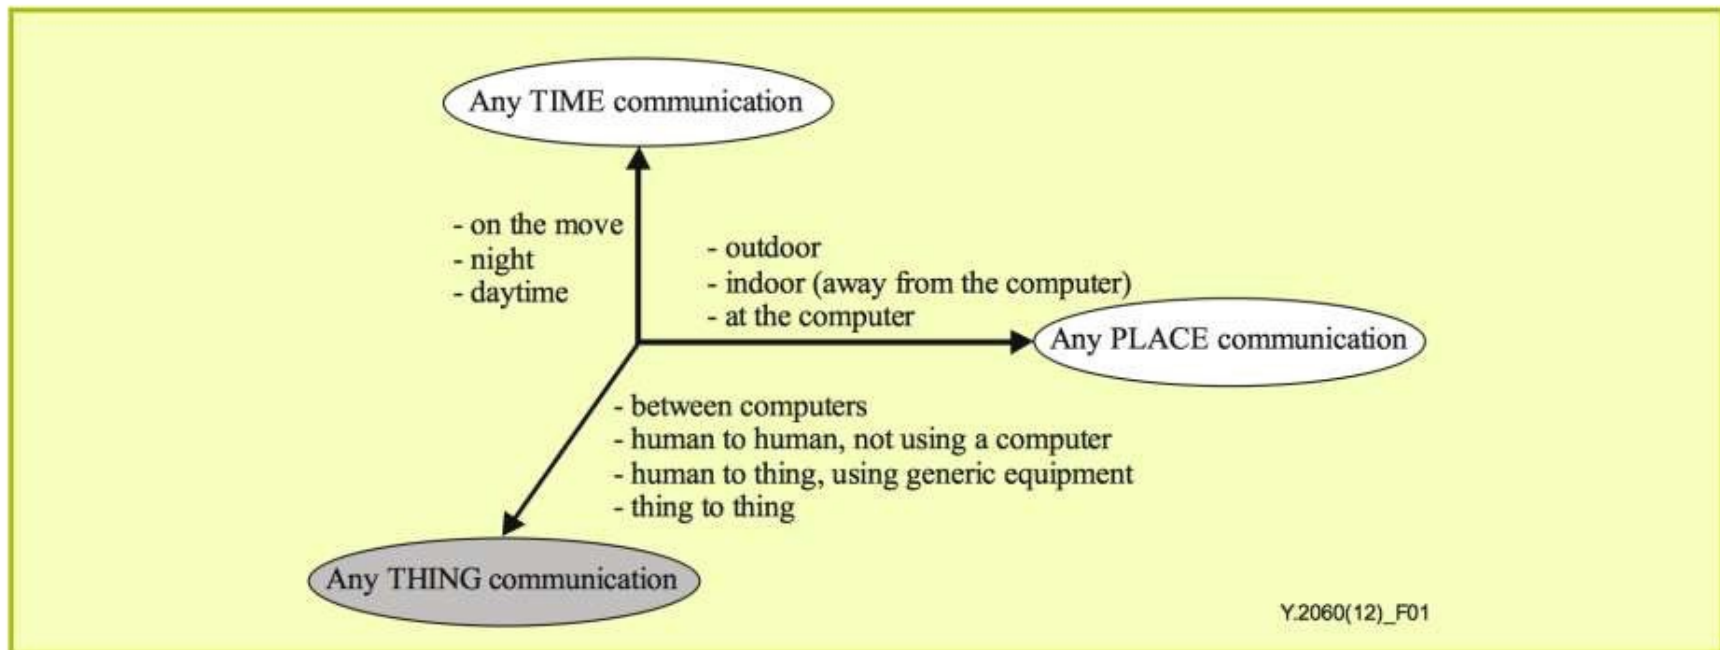 Any TIME communication
- on the move
- night
- daytime
- outdoor
- indoor (away from the computer)
- at the computer
Any PLACE communication
- between computers
- human to human, not using a computer
- human to thing, using generic equipment
- thing to thing
Any THING communication
Y.2060(12)_F01